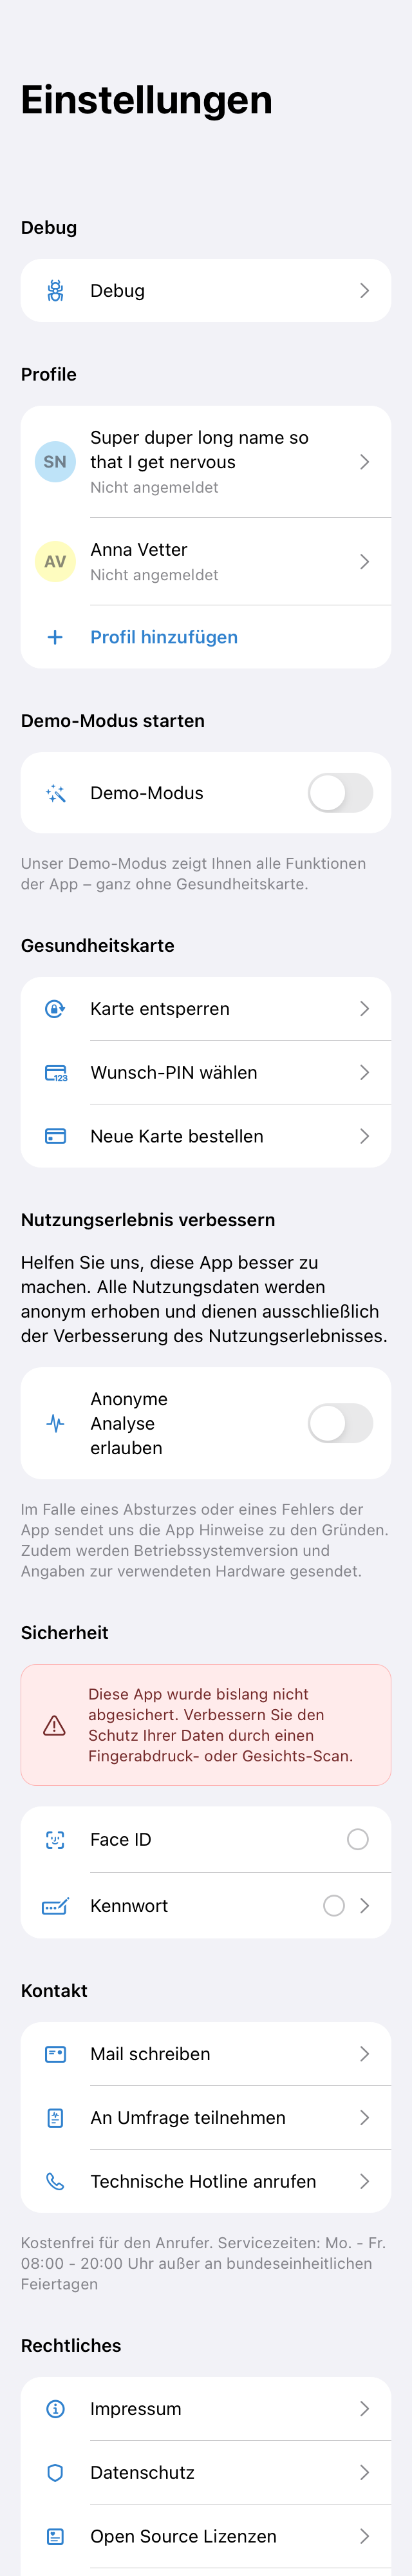 Einstellungen
Debug
Debug
Profile
SN
Super duper long name so
that I get nervous
Nicht angemeldet
AV
Anna Vetter
Nicht angemeldet
Profil hinzufügen
Demo-Modus starten
Demo-Modus
Unser Demo-Modus zeigt Ihnen alle Funktionen
der App – ganz ohne Gesundheitskarte.
Gesundheitskarte
Karte entsperren
123
Wunsch-PIN wählen
Neue Karte bestellen
Nutzungserlebnis verbessern
Helfen Sie uns, diese App besser zu
machen. Alle Nutzungsdaten werden
anonym erhoben und dienen ausschließlich
der Verbesserung des Nutzungserlebnisses.
Anonyme
Analyse
erlauben
Im Falle eines Absturzes oder eines Fehlers der
App sendet uns die App Hinweise zu den Gründen.
Zudem werden Betriebssystemversion und
Angaben zur verwendeten Hardware gesendet.
Sicherheit
Diese App wurde bislang nicht
abgesichert. Verbessern Sie den
Schutz Ihrer Daten durch einen
Fingerabdruck- oder Gesichts-Scan.
Face ID
Kennwort
Kontakt
Mail schreiben
An Umfrage teilnehmen
Technische Hotline anrufen
Kostenfrei für den Anrufer. Servicezeiten: Mo. - Fr.
08:00 - 20:00 Uhr außer an bundeseinheitlichen
Feiertagen
Rechtliches
Impressum
Datenschutz
Open Source Lizenzen